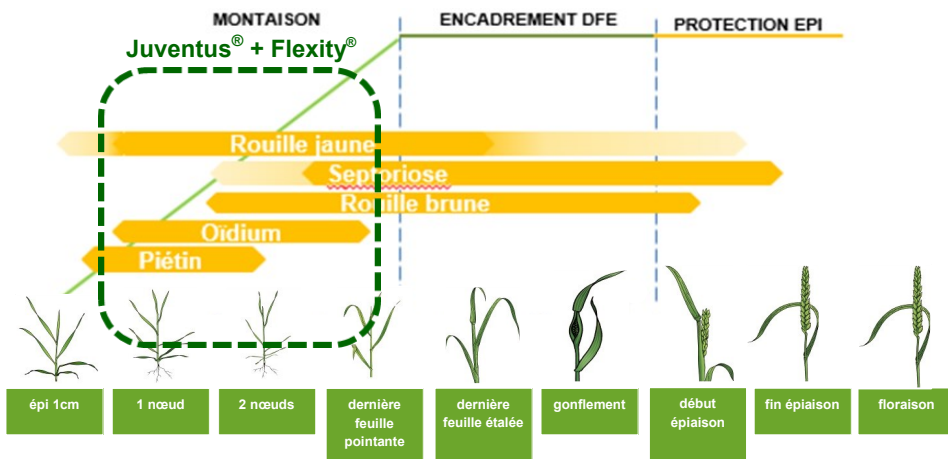 MONTAISON
ENCADREMENT DFE
PROTECTION EPI
Juventus® + Flexity®
Rouille jaune
Septoriose
Rouille brune
Oïdium
Piétin
épi 1cm
1 nœud
2 nœuds
dernière
feuille
pointante
dernière
feuille étalée
gonflement
début
épiaison
fin épiaison
floraison